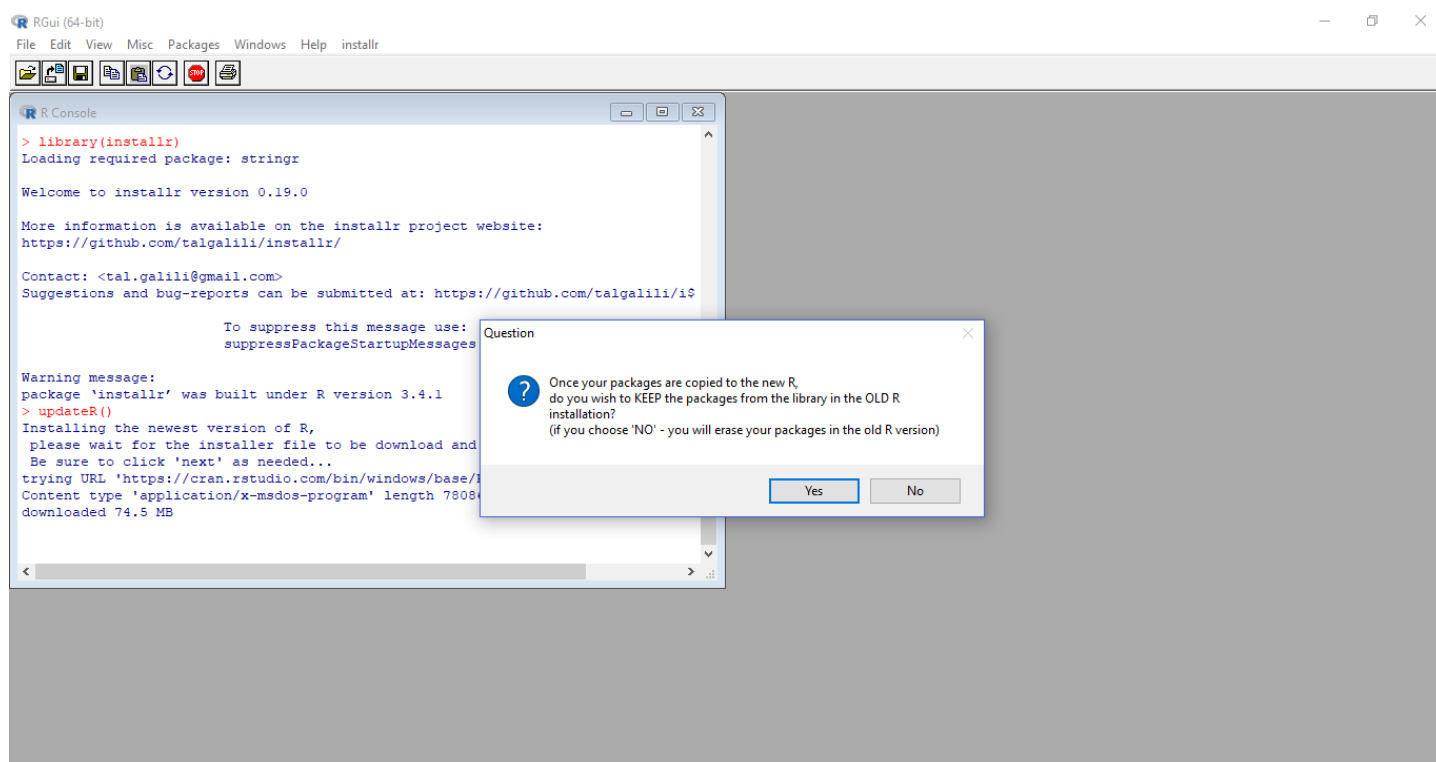 RGui (64-bit)
File Edit View Misc Packages Windows Help installr
STOP
R Console
> library(installr)
Loading required package: stringr
Welcome to installr version 0.19.0
More information is available on the installr project website:
https://github.com/talgalili/installr/
Contact: <tal.galili@gmail.com>
Suggestions and bug-reports can be submitted at: https://github.com/talgalili/i$
To suppress this message use:
suppressPackageStartupMessages
Warning message:
package ‘installr’ was built under R version 3.4.1
> updateR()
Installing the newest version of R,
please wait for the installer file to be download and
Be sure to click 'next' as needed...
trying URL 'https://cran.rstudio.com/bin/windows/base/
Content type 'application/x-msdos-program' length 7808
downloaded 74.5 MB
Question
Once your packages are copied to the new R,
do you wish to KEEP the packages from the library in the OLD R
installation?
(if you choose 'NO' - you will erase your packages in the old R version)
Yes No